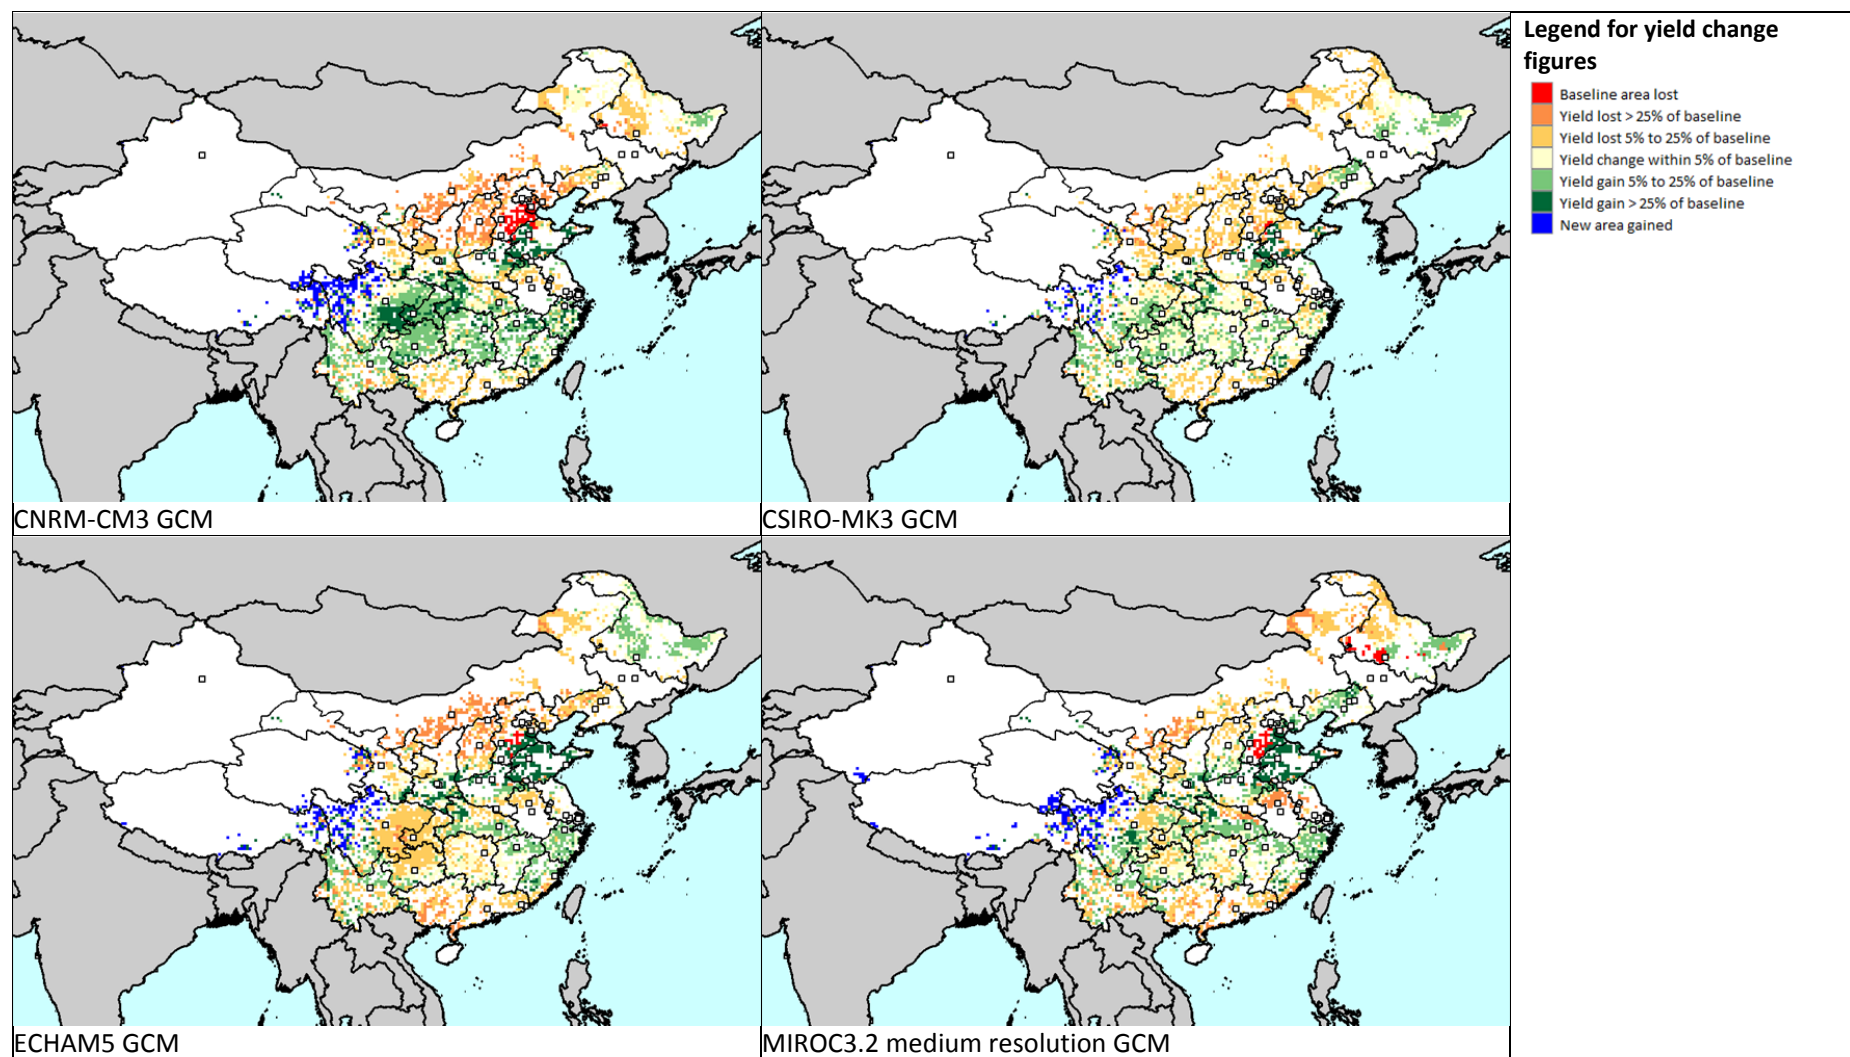 Legend for yield change
figures
Baseline area lost
Yield lost > 25% of baseline
Yield lost 5% to 25% of baseline
Yield change within 5% of baseline
Yield gain 5% to 25% of baseline
Yield gain > 25% of baseline
New area gained
CNRM-CM3 GCM
CSIRO-MK3 GCM
ECHAM5 GCM
MIROC3.2 medium resolution GCM